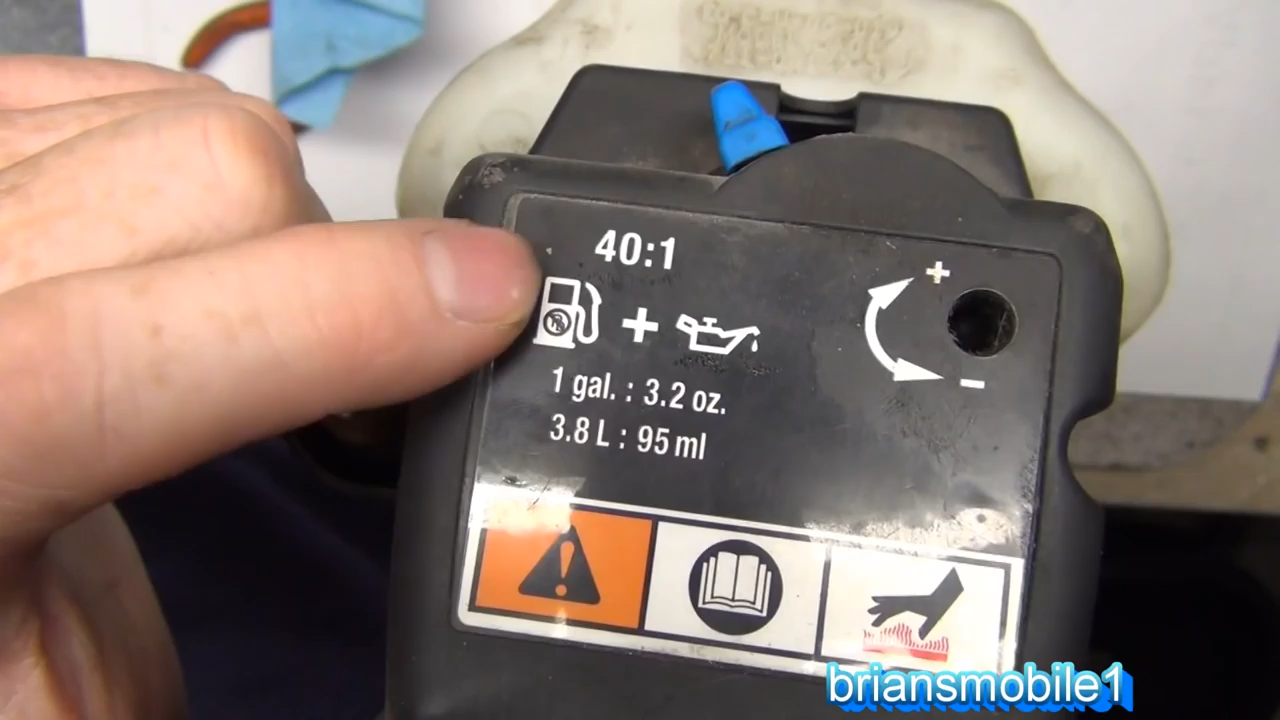 40:1
+
1 gal. : 3.2 oz.
3.8 L : 95 ml
+
-
briansmobile1